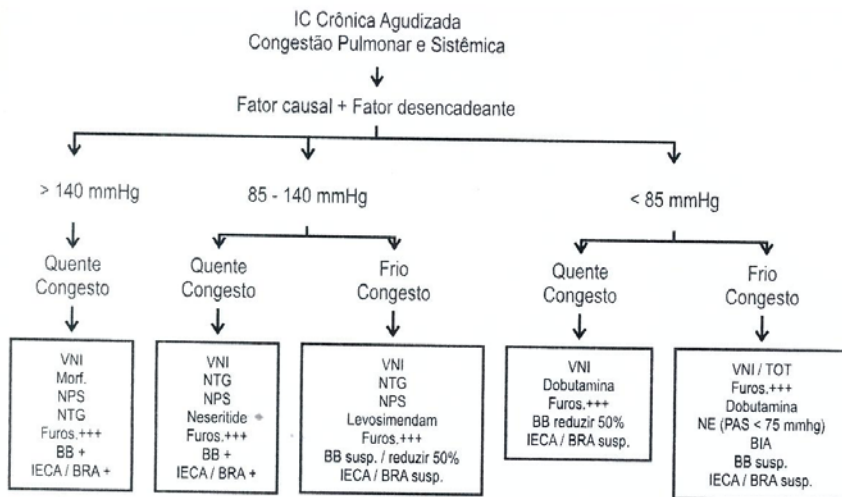 IC Crônica Agudizada
Congestão Pulmonar e Sistêmica
Fator causal + Fator desencadeante
> 140 mmHg
85 - 140 mmHg
< 85 mmHg
Quente
Congesto
Quente
Congesto
Frio
Congesto
Quente
Congesto
Frio
Congesto
VNI
Morf.
NPS
NTG
Furos.+++
BB +
IECA / BRA +
VNI
NTG
NPS
Neseritide
Furos.+++
BB +
IECA / BRA +
VNI
NTG
NPS
Levosimendam
Furos.+++
BB susp. / reduzir 50%
IECA / BRA susp.
VNI
Dobutamina
Furos.+++
BB reduzir 50%
IECA / BRA susp.
VNI / TOT
Furos.+++
Dobutamina
NE (PAS < 75 mmhg)
BIA
BB susp.
IECA / BRA susp.